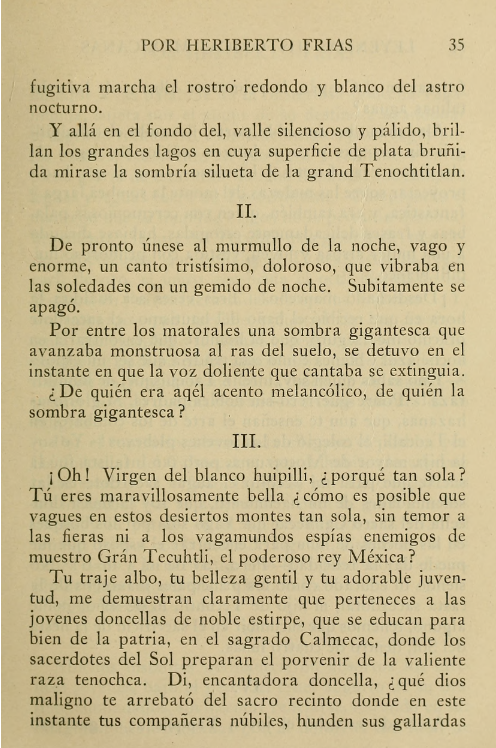 POR HERIBERTO FRIAS 35
fugitiva marcha el rostro redondo y blanco del astro
nocturno.
Y allá en el fondo del, valle silencioso y pálido, bril-
lan los grandes lagos en cuya superficie de plata bruñi-
da mirase la sombría silueta de la grand Tenochtitlan.
II.
De pronto únese al murmullo de la noche, vago y
enorme, un canto tristísimo, doloroso, que vibraba en
las soledades con un gemido de noche. Subitamente se
apagó.
Por entre los matorales una sombra gigantesca que
avanzaba monstruosa al ras del suelo, se detuvo en el
instante en que la voz doliente que cantaba se extinguia.
¿De quién era aqél acento melancólico, de quién la
sombra gigantesca?
III.
¡Oh! Virgen del blanco huipilli, ¿porqué tan sola?
Tú eres maravillosamente bella ¿cómo es posible que
vagues en estos desiertos montes tan sola, sin temor a
las fieras ni a los vagamundos espías enemigos de
muestro Grán Tecuhtli, el poderoso rey Méxica?
Tu traje albo, tu belleza gentil y tu adorable juven-
tud, me demuestran claramente que perteneces a las
jovenes doncellas de noble estirpe, que se educan para
bien de la patria, en el sagrado Calmecac, donde los
sacerdotes del Sol preparan el porvenir de la valiente
raza tenochca. Di, encantadora doncella, ¿qué dios
maligno te arrebató del sacro recinto donde en este
instante tus compañeras núbiles, hunden sus gallardas